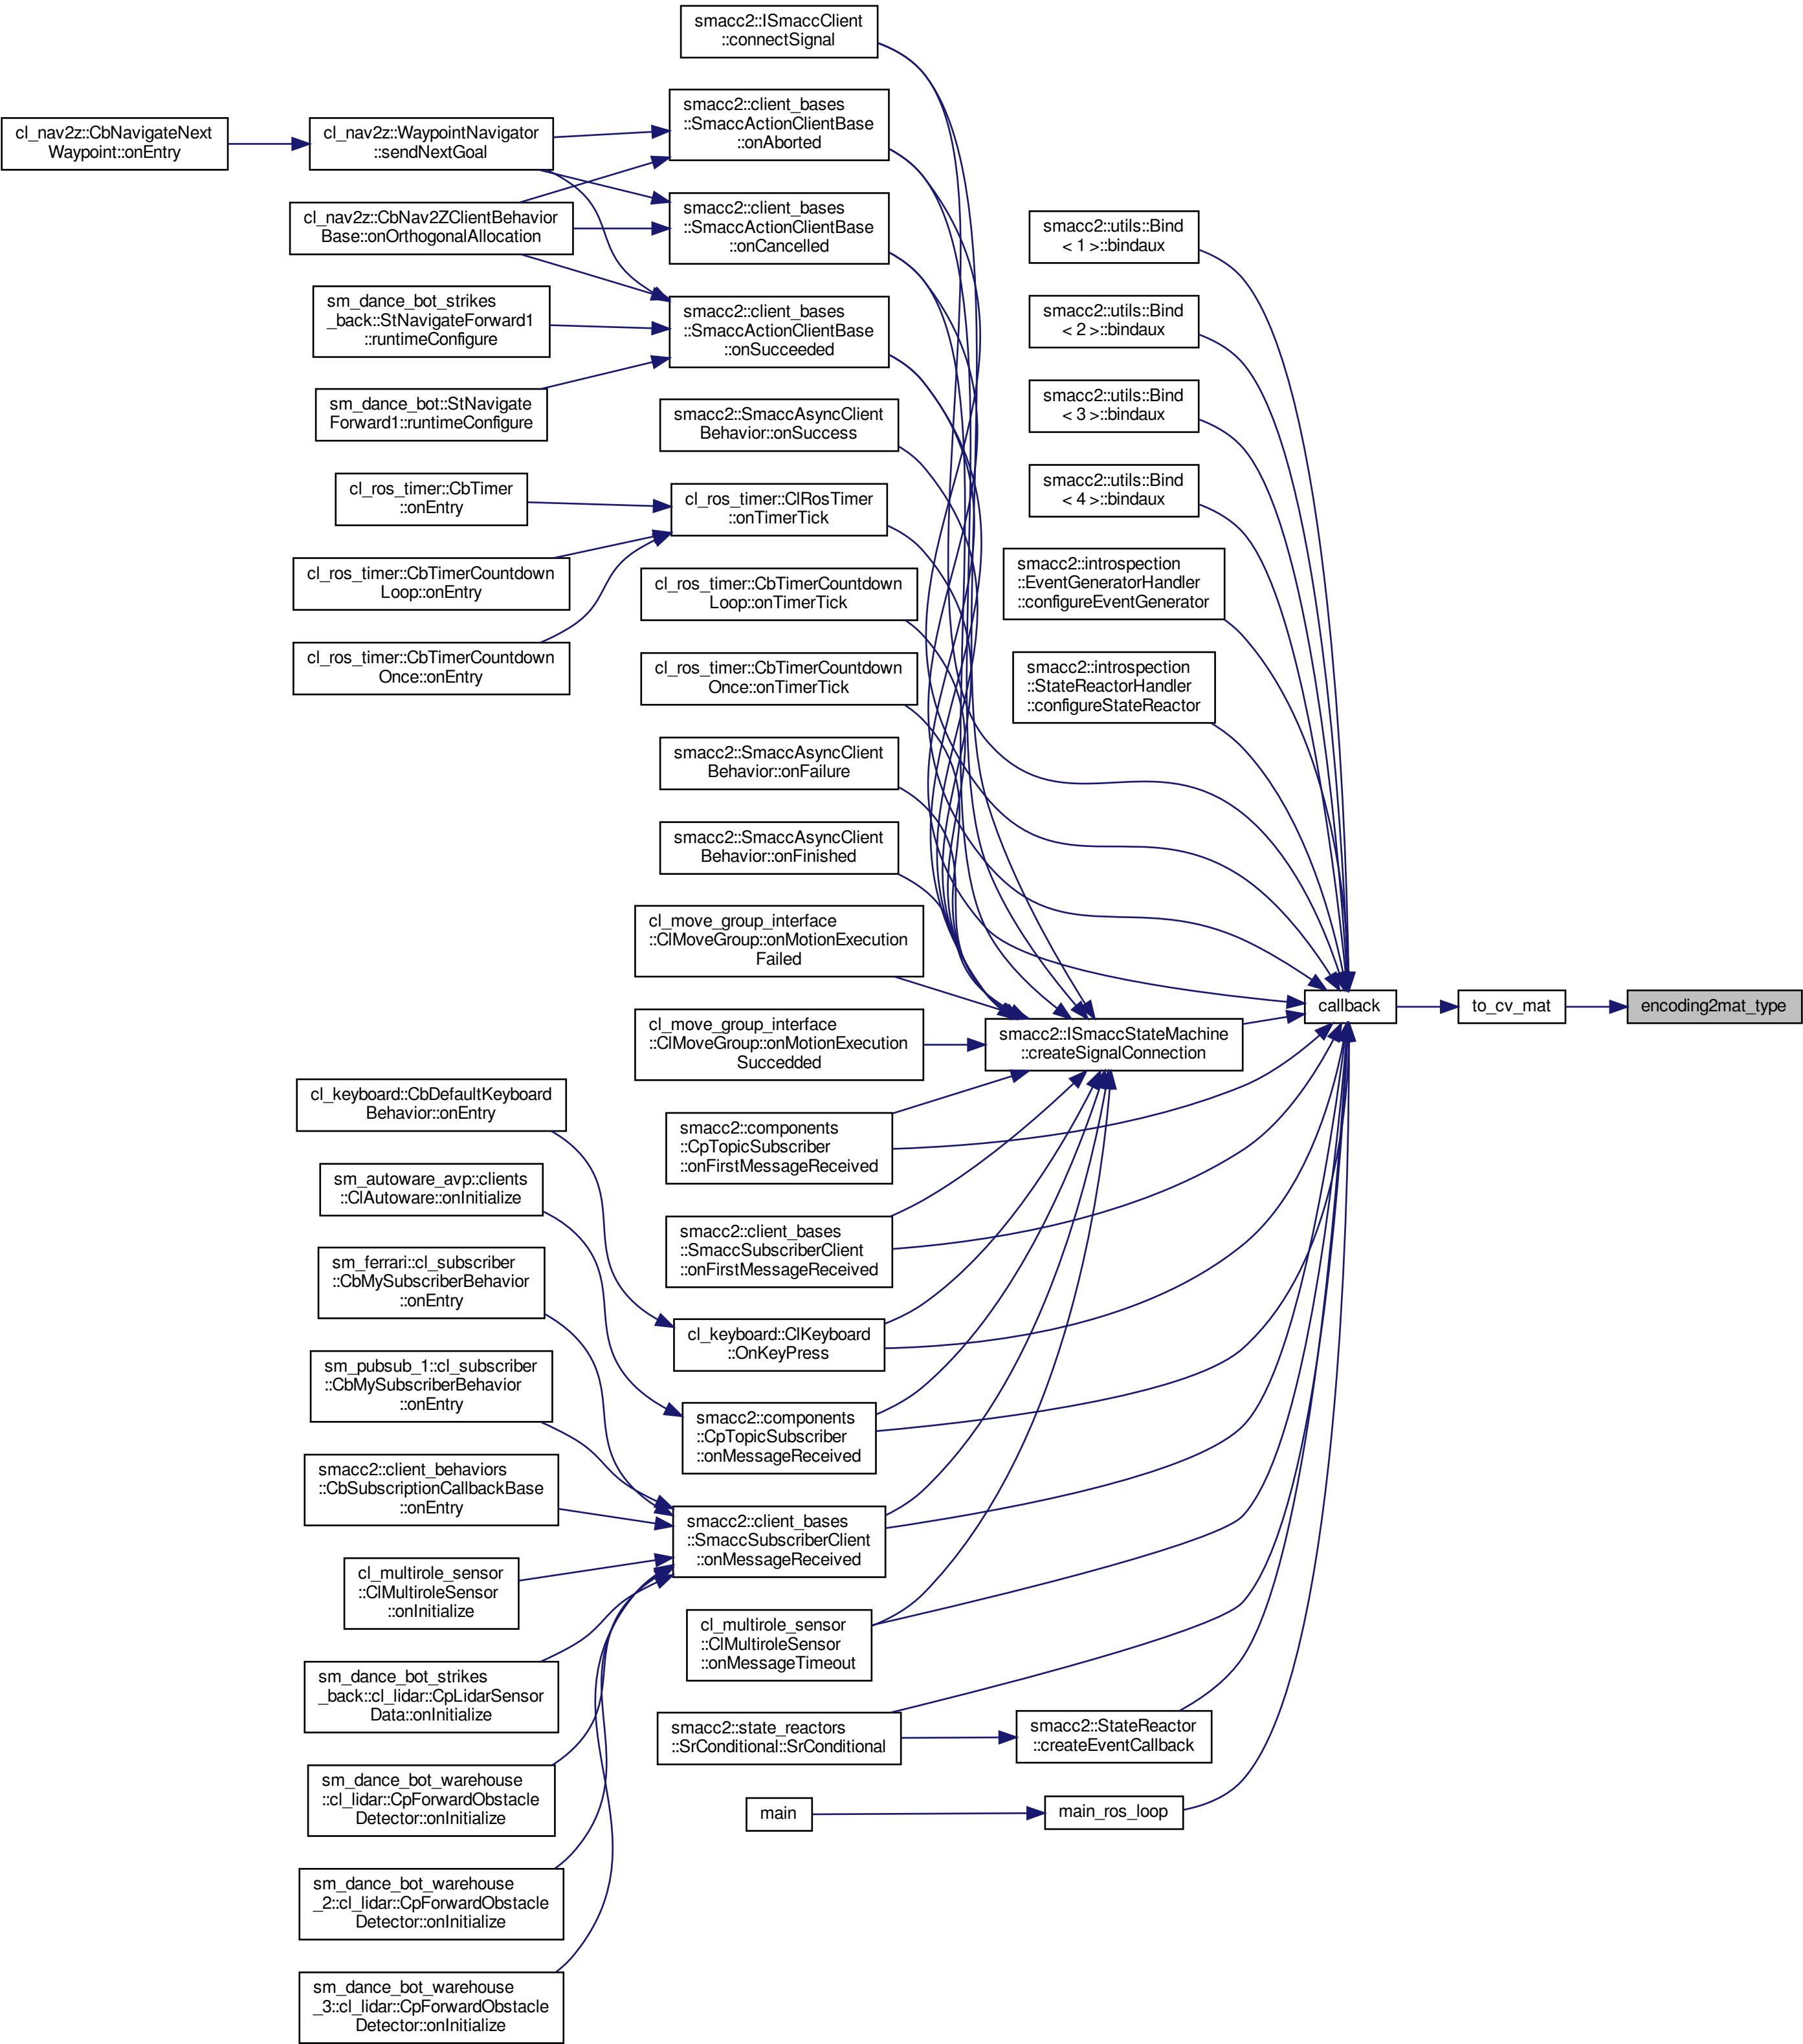 smacc2::ISmaccClient
::connectSignal
smacc2::client_bases
::SmaccActionClientBase
::onAborted
cl_nav2z::CbNavigateNext
Waypoint::onEntry
cl_nav2z::WaypointNavigator
::sendNextGoal
smacc2::client_bases
::SmaccActionClientBase
::onCancelled
cl_nav2z::CbNav2ZClientBehavior
Base::onOrthogonalAllocation
smacc2::utils::Bind
< 1 >::bindaux
sm_dance_bot_strikes
_back::StNavigateForward1
::runtimeConfigure
smacc2::client_bases
::SmaccActionClientBase
::onSucceeded
smacc2::utils::Bind
< 2 >::bindaux
sm_dance_bot::StNavigate
Forward1::runtimeConfigure
smacc2::SmaccAsyncClient
Behavior::onSuccess
smacc2::utils::Bind
< 3 >::bindaux
cl_ros_timer::CbTimer
::onEntry
cl_ros_timer::ClRosTimer
::onTimerTick
smacc2::utils::Bind
< 4 >::bindaux
cl_ros_timer::CbTimerCountdown
Loop::onEntry
cl_ros_timer::CbTimerCountdown
Loop::onTimerTick
smacc2::introspection
::EventGeneratorHandler
::configureEventGenerator
cl_ros_timer::CbTimerCountdown
Once::onEntry
cl_ros_timer::CbTimerCountdown
Once::onTimerTick
smacc2::introspection
::StateReactorHandler
::configureStateReactor
smacc2::SmaccAsyncClient
Behavior::onFailure
smacc2::SmaccAsyncClient
Behavior::onFinished
cl_move_group_interface
::ClMoveGroup::onMotionExecution
Failed
callback
to_cv_mat
encoding2mat_type
cl_move_group_interface
::ClMoveGroup::onMotionExecution
Succedded
smacc2::ISmaccStateMachine
::createSignalConnection
cl_keyboard::CbDefaultKeyboard
Behavior::onEntry
smacc2::components
::CpTopicSubscriber
::onFirstMessageReceived
sm_autoware_avp::clients
::ClAutoware::onInitialize
smacc2::client_bases
::SmaccSubscriberClient
::onFirstMessageReceived
sm_ferrari::cl_subscriber
::CbMySubscriberBehavior
::onEntry
cl_keyboard::ClKeyboard
::OnKeyPress
sm_pubsub_1::cl_subscriber
::CbMySubscriberBehavior
::onEntry
smacc2::components
::CpTopicSubscriber
::onMessageReceived
smacc2::client_behaviors
::CbSubscriptionCallbackBase
::onEntry
smacc2::client_bases
::SmaccSubscriberClient
::onMessageReceived
cl_multirole_sensor
::ClMultiroleSensor
::onInitialize
cl_multirole_sensor
::ClMultiroleSensor
::onMessageTimeout
sm_dance_bot_strikes
_back::cl_lidar::CpLidarSensor
Data::onInitialize
smacc2::state_reactors
::SrConditional::SrConditional
smacc2::StateReactor
::createEventCallback
sm_dance_bot_warehouse
::cl_lidar::CpForwardObstacle
Detector::onInitialize
main
main_ros_loop
sm_dance_bot_warehouse
_2::cl_lidar::CpForwardObstacle
Detector::onInitialize
sm_dance_bot_warehouse
_3::cl_lidar::CpForwardObstacle
Detector::onInitialize